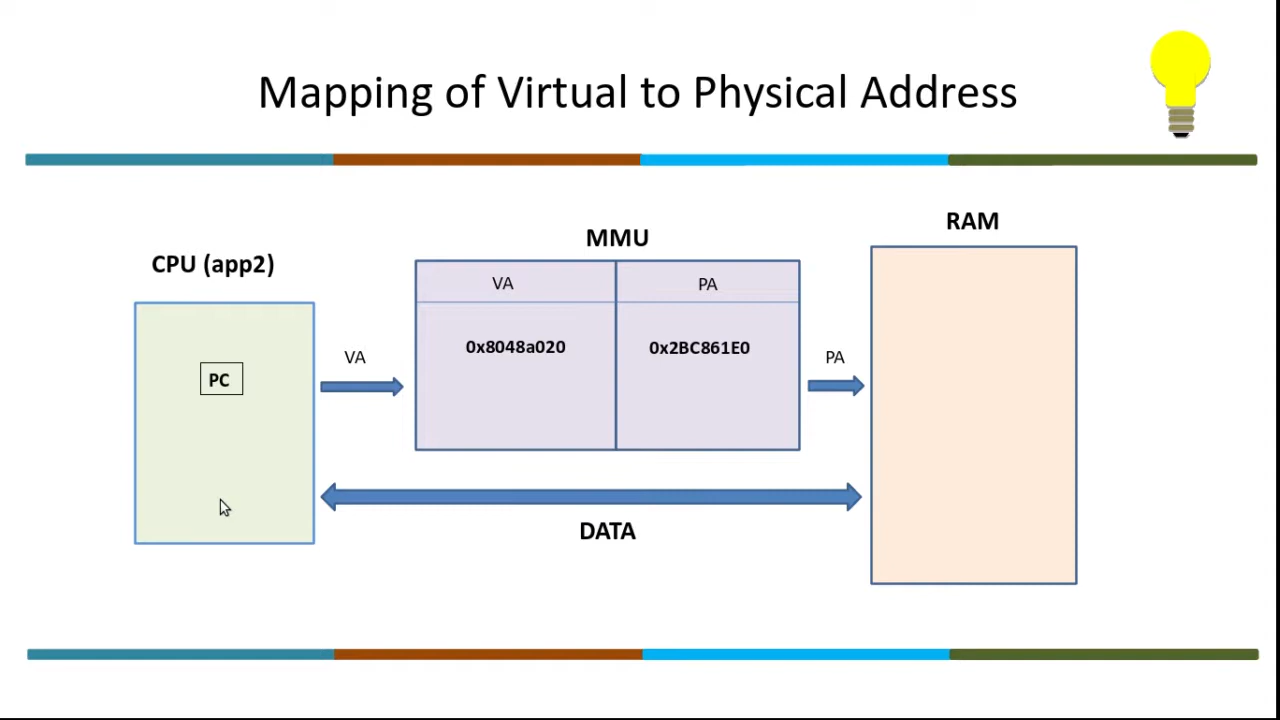 Mapping of Virtual to Physical Address
CPU (app2)
PC
VA
MMU
VA
PA
0x8048a020
0x2BC861E0
PA
RAM
DATA